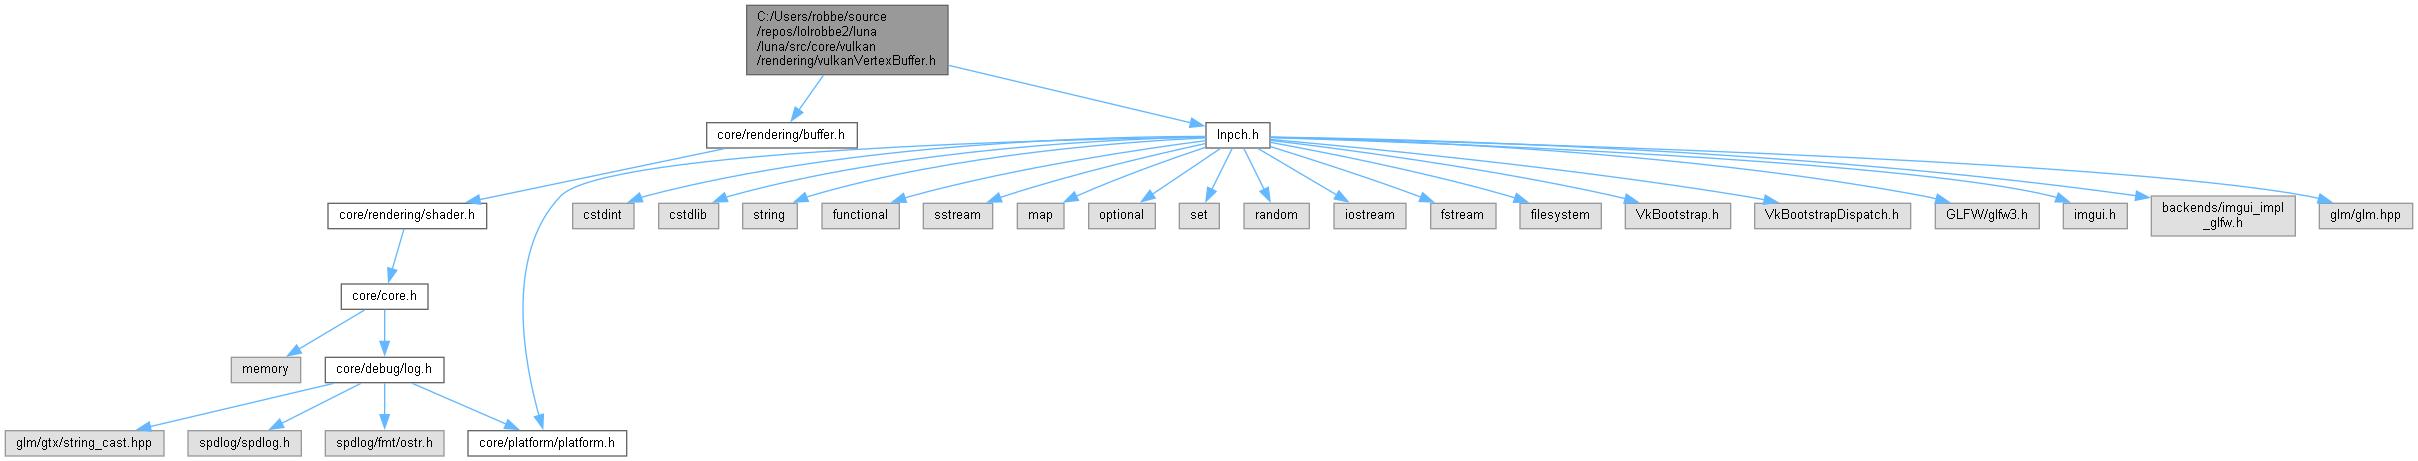 C:/Users/robbe/source
/repos/lolrobbe2/luna
/luna/src/core/vulkan
/rendering/vulkanVertexBuffer.h
core/rendering/buffer.h
lnpch.h
core/rendering/shader.h
cstdint
cstdlib
string
functional
sstream
map
optional
set
random
iostream
fstream
filesystem
VkBootstrap.h
VkBootstrapDispatch.h
GLFW/glfw3.h
imgui.h
backends/imgui_impl
_glfw.h
glm/glm.hpp
core/core.h
memory
core/debug/log.h
glm/gtx/string_cast.hpp
spdlog/spdlog.h
spdlog/fmt/ostr.h
core/platform/platform.h